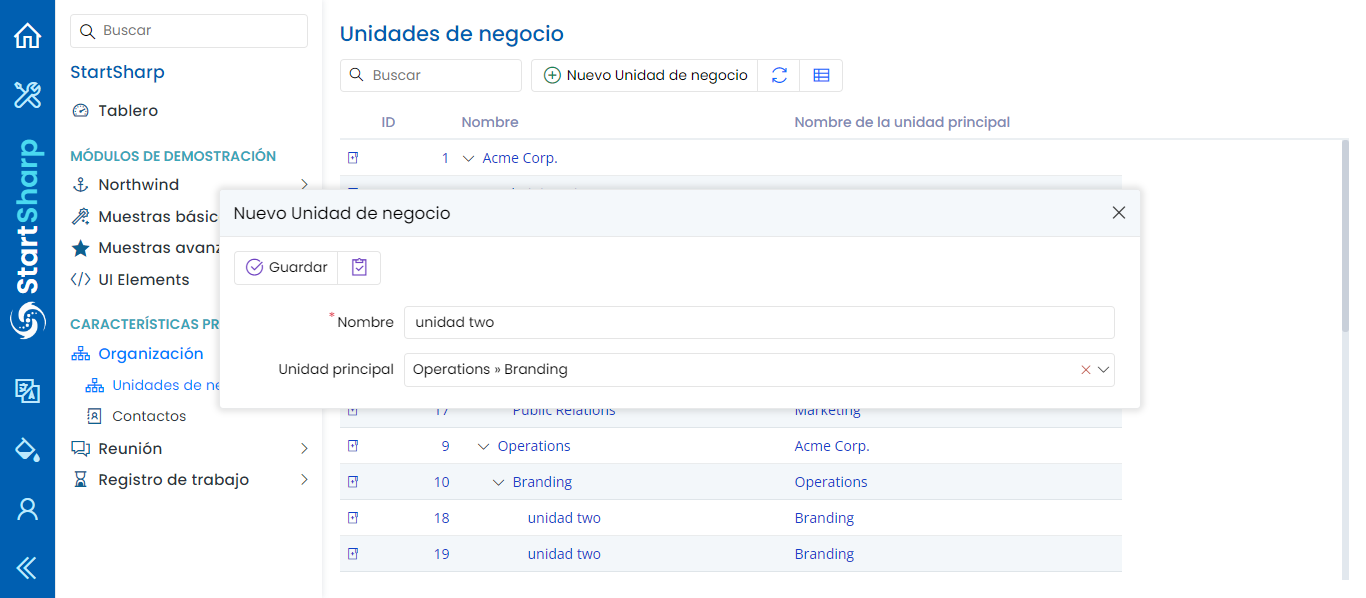 Buscar
StartSharp
Tablero
MÓDULOS DE DEMOSTRACIÓN
Northwind
Muestras básic
Muestras avanz
UI Elements
CARACTERÍSTICAS PR
Organización
Unidades de ne
Contactos
Reunión
Registro de trabajo
StartSharp
Unidades de negocio
Buscar
Nuevo Unidad de negocio
ID Nombre Nombre de la unidad principal
1 Acme Corp.
Nuevo Unidad de negocio
Guardar
*Nombre unidad two
Unidad principal Operations » Branding
17 Public Relations Marketing
9 Operations Acme Corp.
10 Branding Operations
18 unidad two Branding
19 unidad two Branding